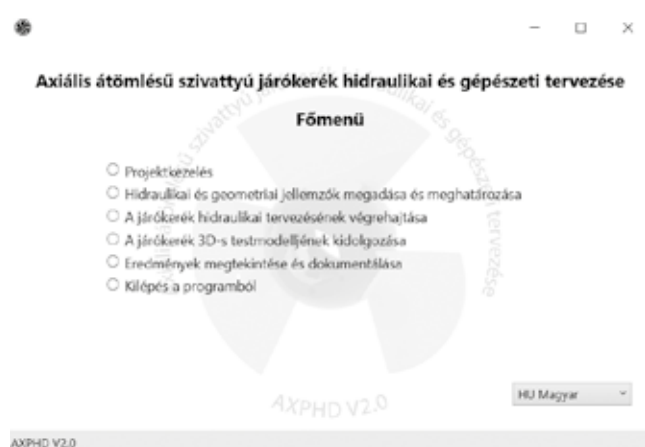 Axiális átömlésű szivattyú járókerék hidraulikai és gépészeti tervezése
Főmenü
Projektkezelés
Hidraulikai és geometriai jellemzők megadása és meghatározása
A járókerék hidraulikai tervezésének végrehajtása
A járókerék 3D-s testmodelljének kidolgozása
Eredmények megtekintése és dokumentálása
Kilépés a programból
AXPHD V2.0
HU Magyar
AXPHD V2.0